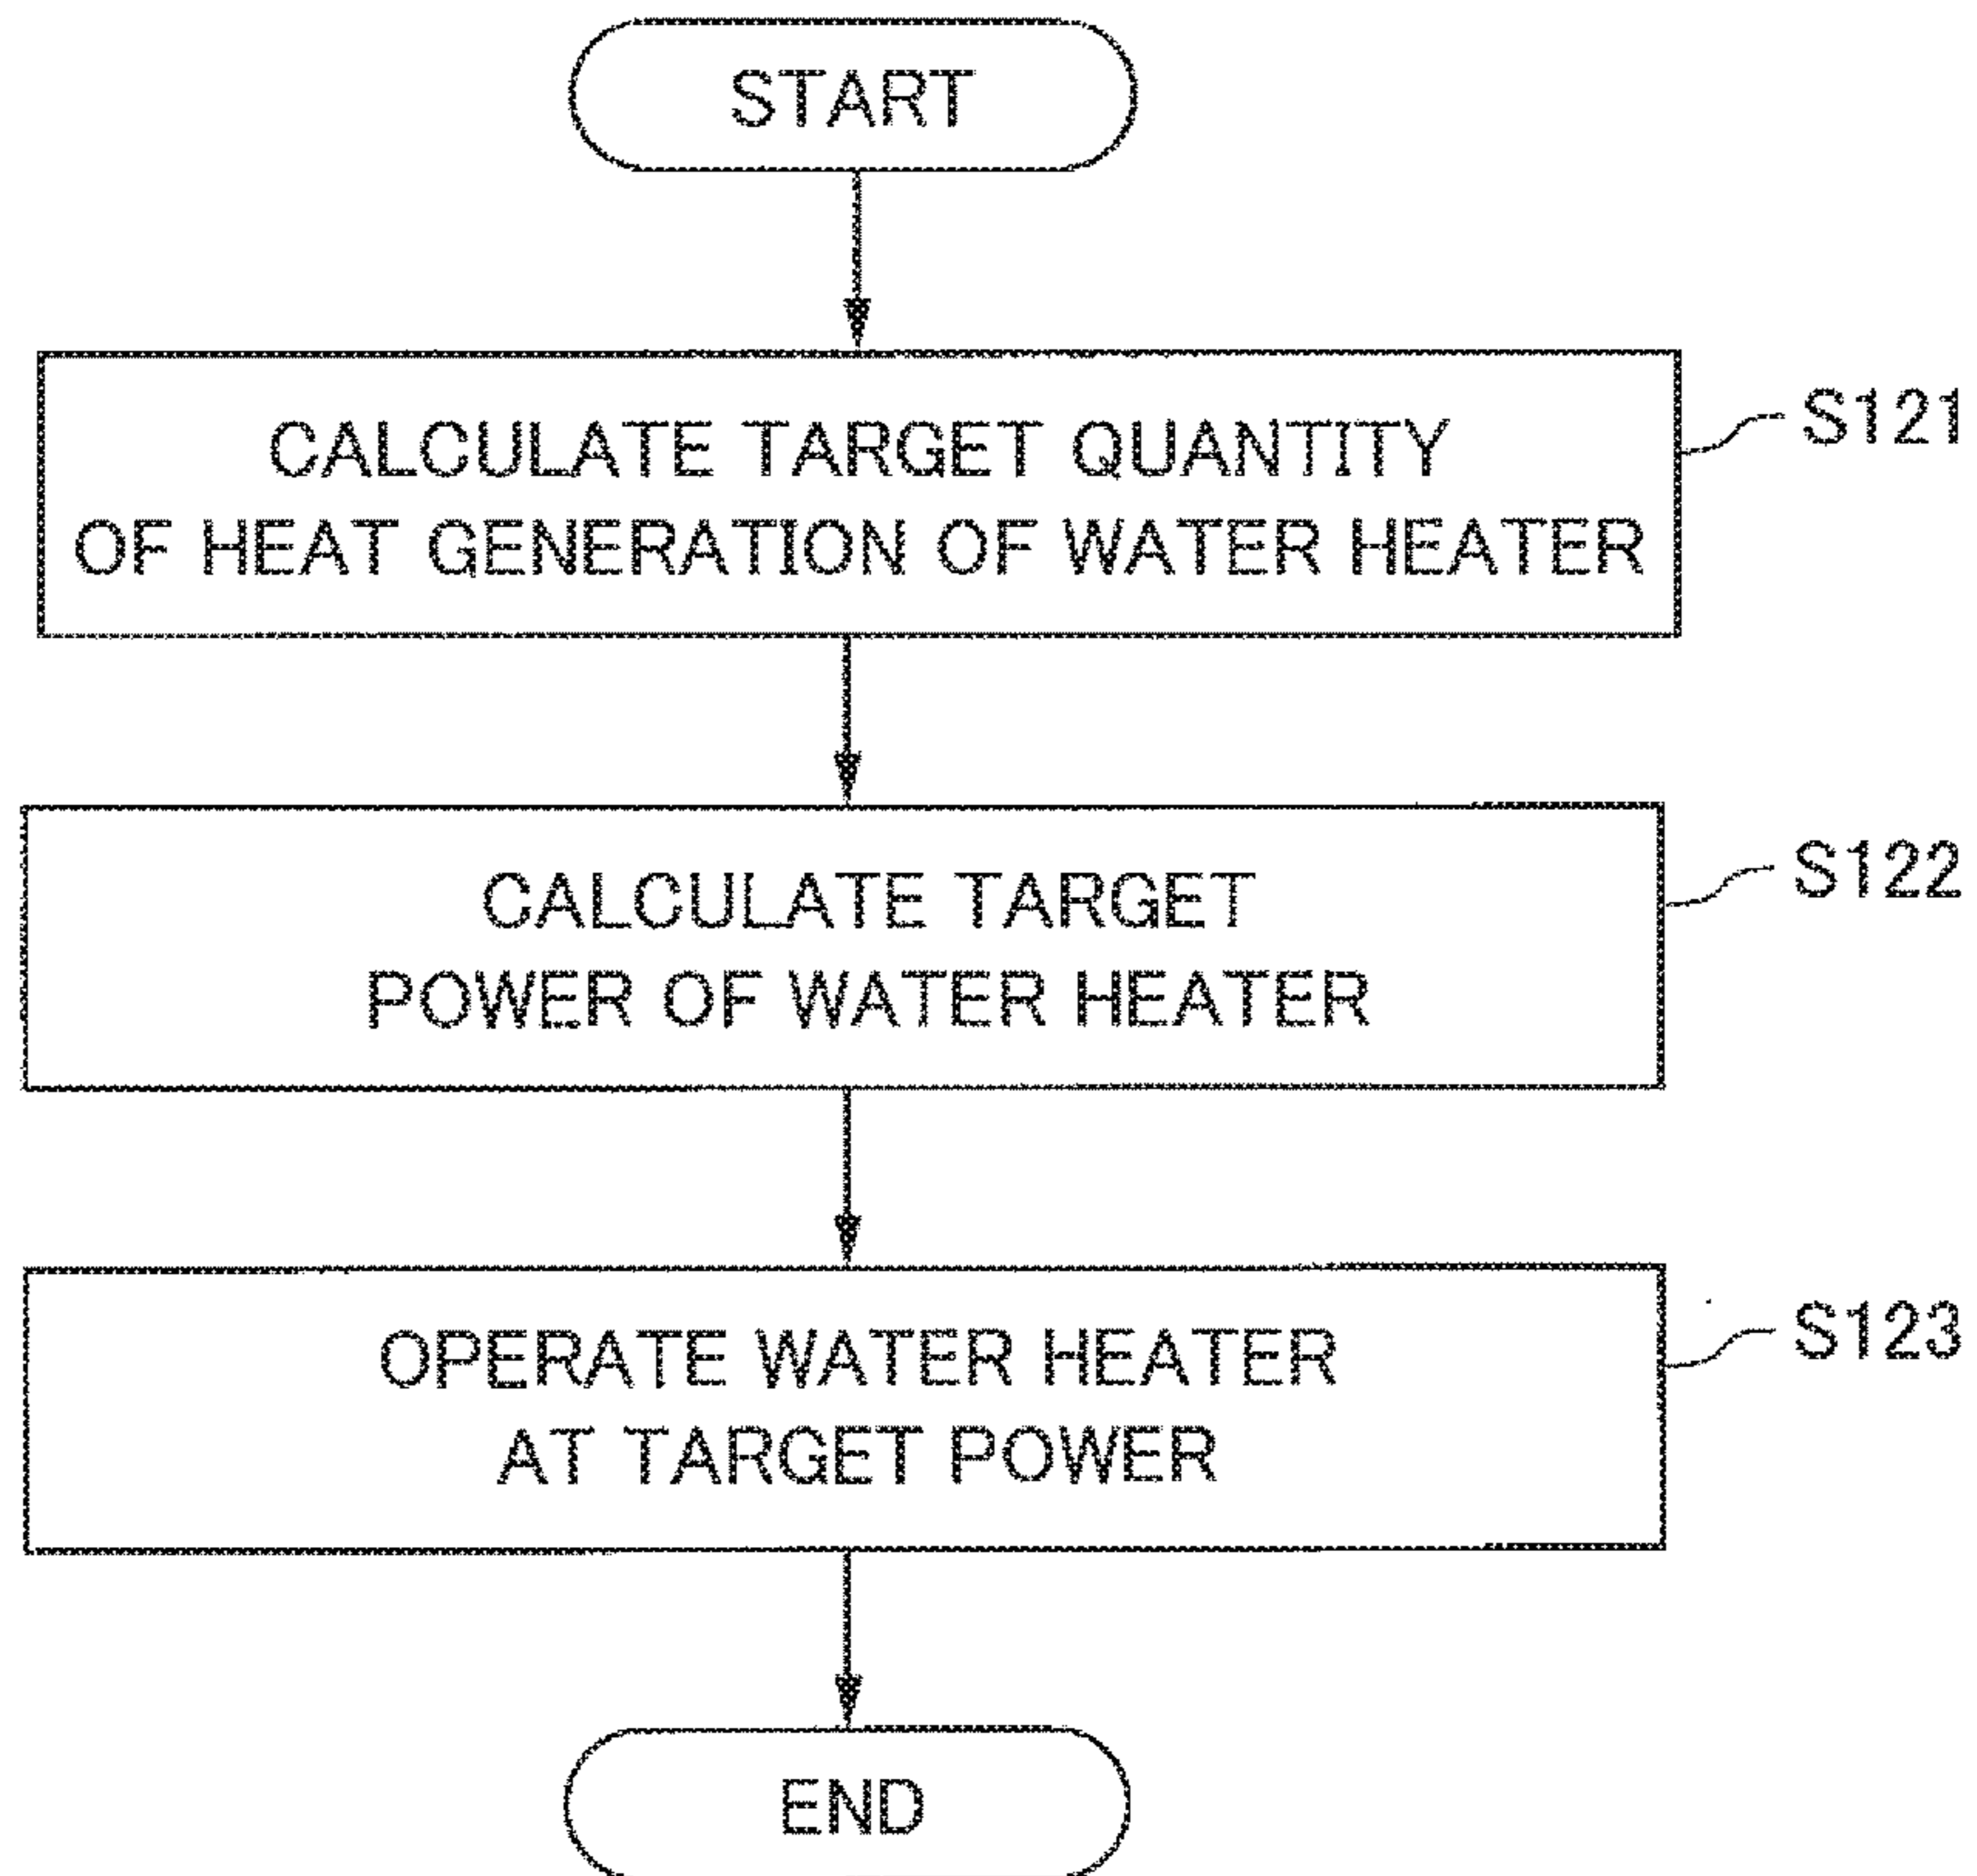 START
CALCULATE TARGET QUANTITY
OF HEAT GENERATION OF WATER HEATER
S121
CALCULATE TARGET
POWER OF WATER HEATER
S122
OPERATE WATER HEATER
AT TARGET POWER
S123
END